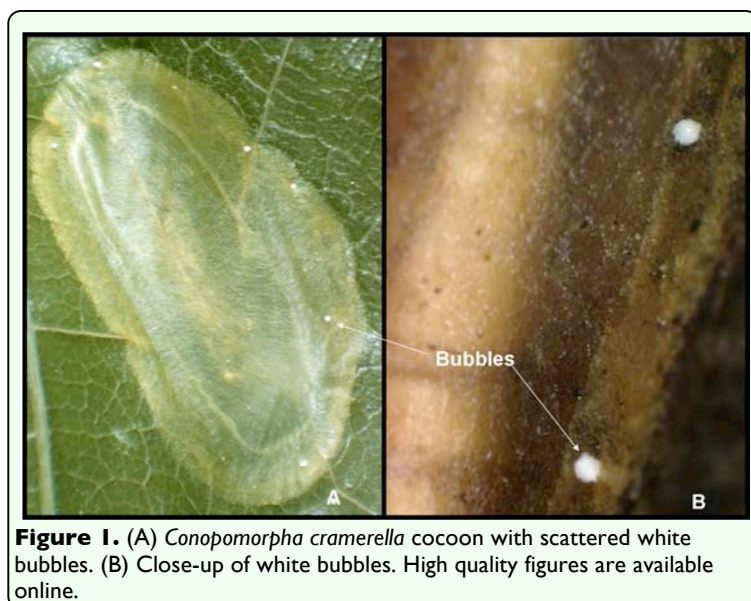 Bubbles
A
B
Figure 1. (A) Conopomorpha cramerella cocoon with scattered white
bubbles. (B) Close-up of white bubbles. High quality figures are available
online.